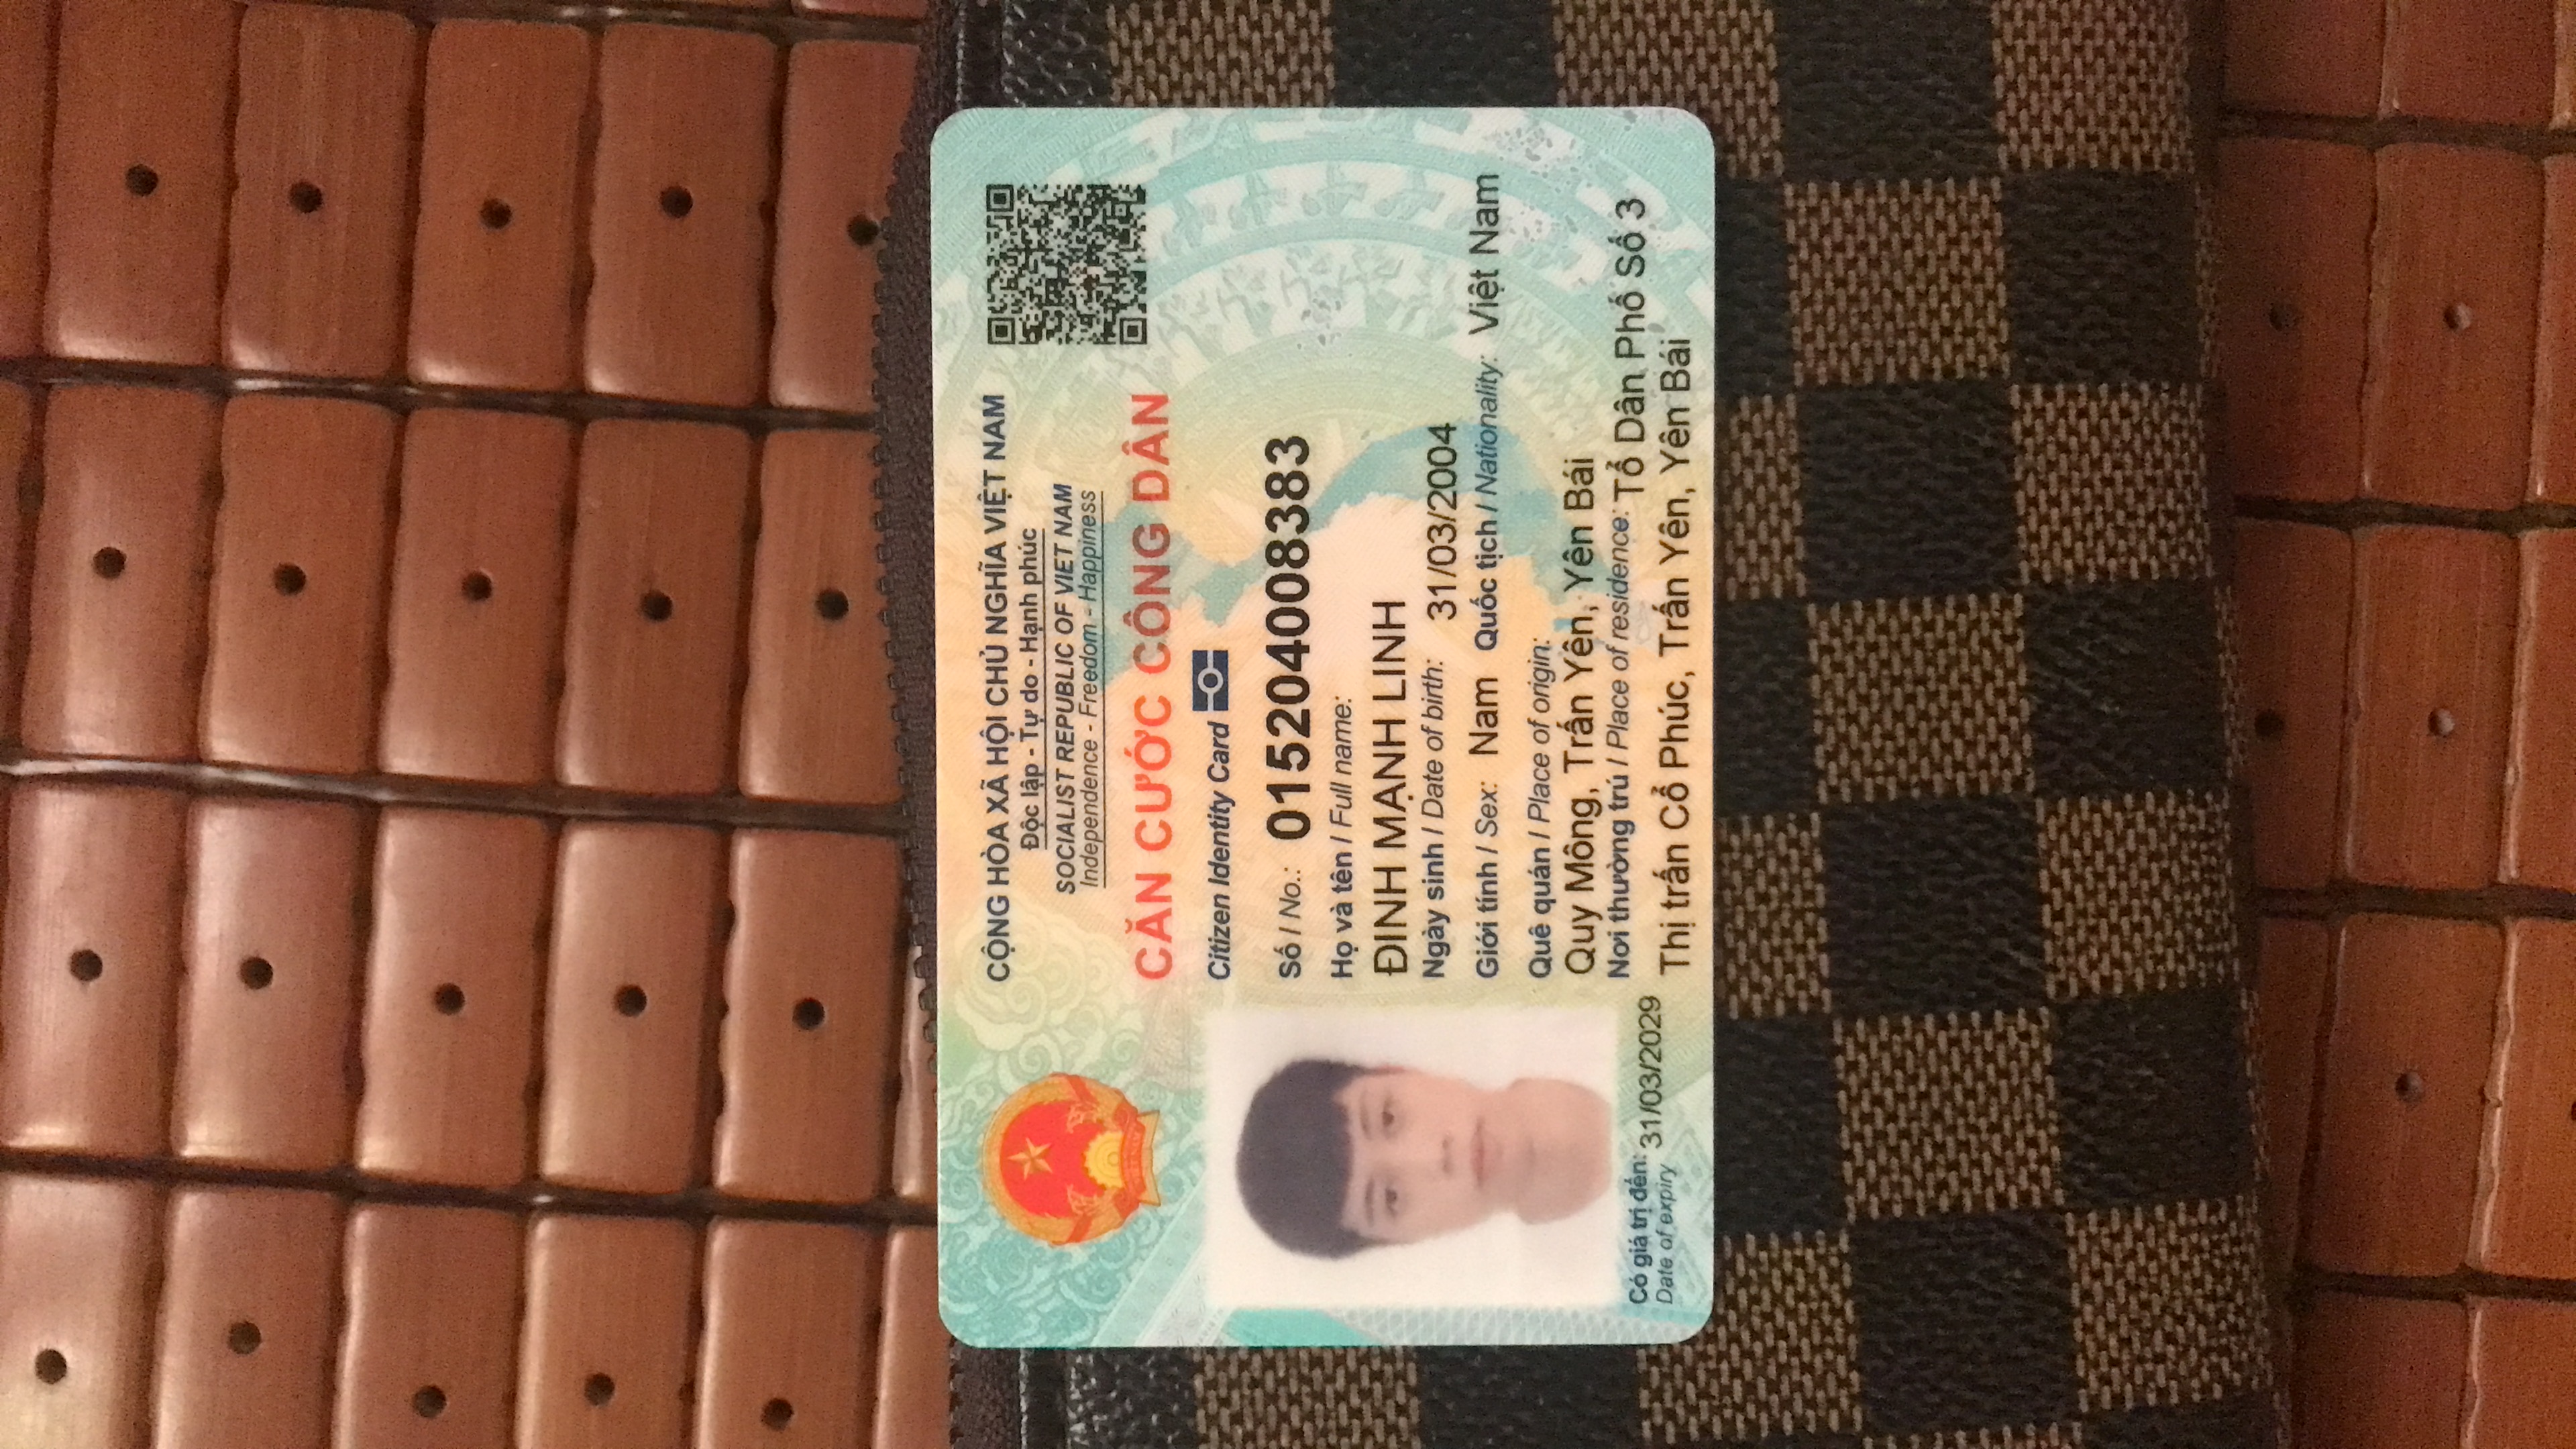 CỘNG HÒA XÃ HỘI CHỦ NGHĨA VIỆT NAM
Độc lập - Tự do - Hạnh phúc
SOCIALIST REPUBLIC OF VIET NAM
Independence - Freedom - Happiness
CĂN CƯỚC CÔNG DÂN
Citizen Identity Card
Số / No.: 015204008383
Họ và tên / Full name:
ĐINH MẠNH LINH
Ngày sinh / Date of birth: 31/03/2004
Giới tính / Sex: Nam Quốc tịch / Nationality: Việt Nam
Quê quán / Place of origin:
Quy Mông, Trấn Yên, Yên Bái
Nơi thường trú / Place of residence: Tổ Dân Phố Số 3
Thị trấn Cổ Phúc, Trấn Yên, Yên Bái
Có giá trị đến: 31/03/2029
Date of expiry